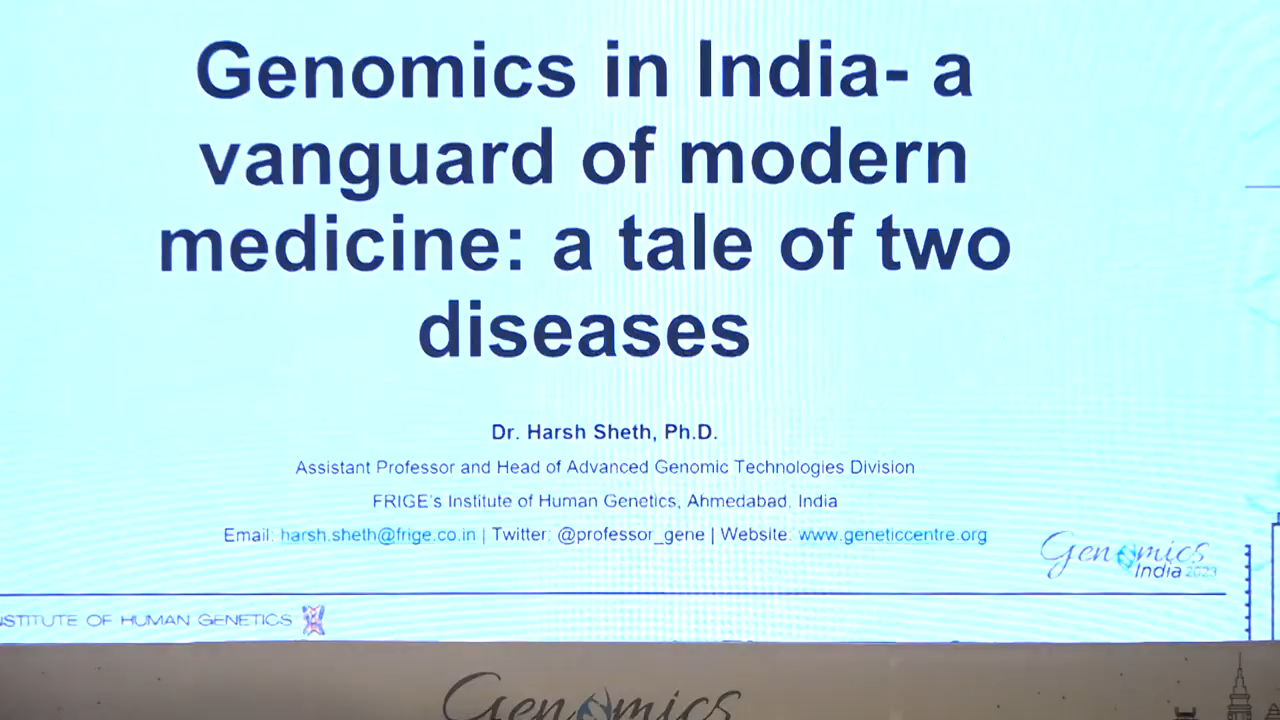 Genomics in India- a
vanguard of modern
medicine: a tale of two
diseases
Dr. Harsh Sheth, Ph.D.
Assistant Professor and Head of Advanced Genomic Technologies Division
FRIGE's Institute of Human Genetics, Ahmedabad, India
Email: harsh.sheth@frige.co.in | Twitter: @professor_gene | Website: www.geneticcentre.org
Genomics
India 2023
OF HUMAN GENETICS
Genomics